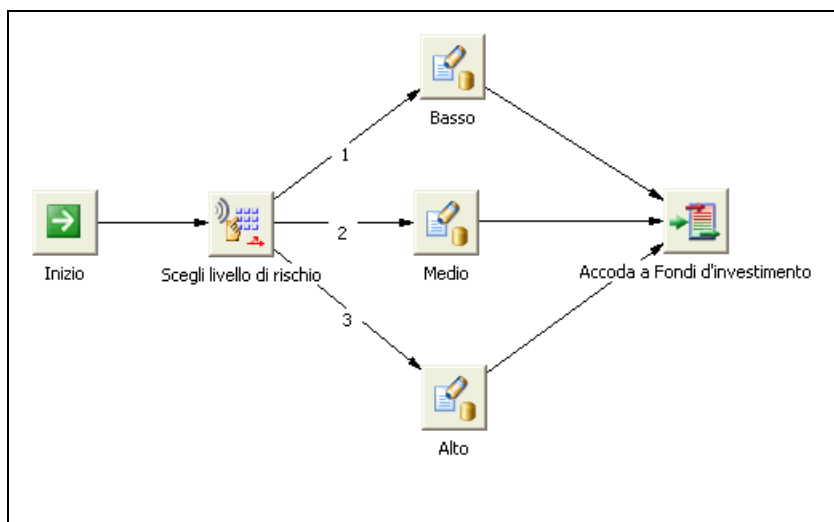 Basso
1
Inizio
Scegli livello di rischio
2
Medio
Accoda a Fondi d'investimento
3
Alto